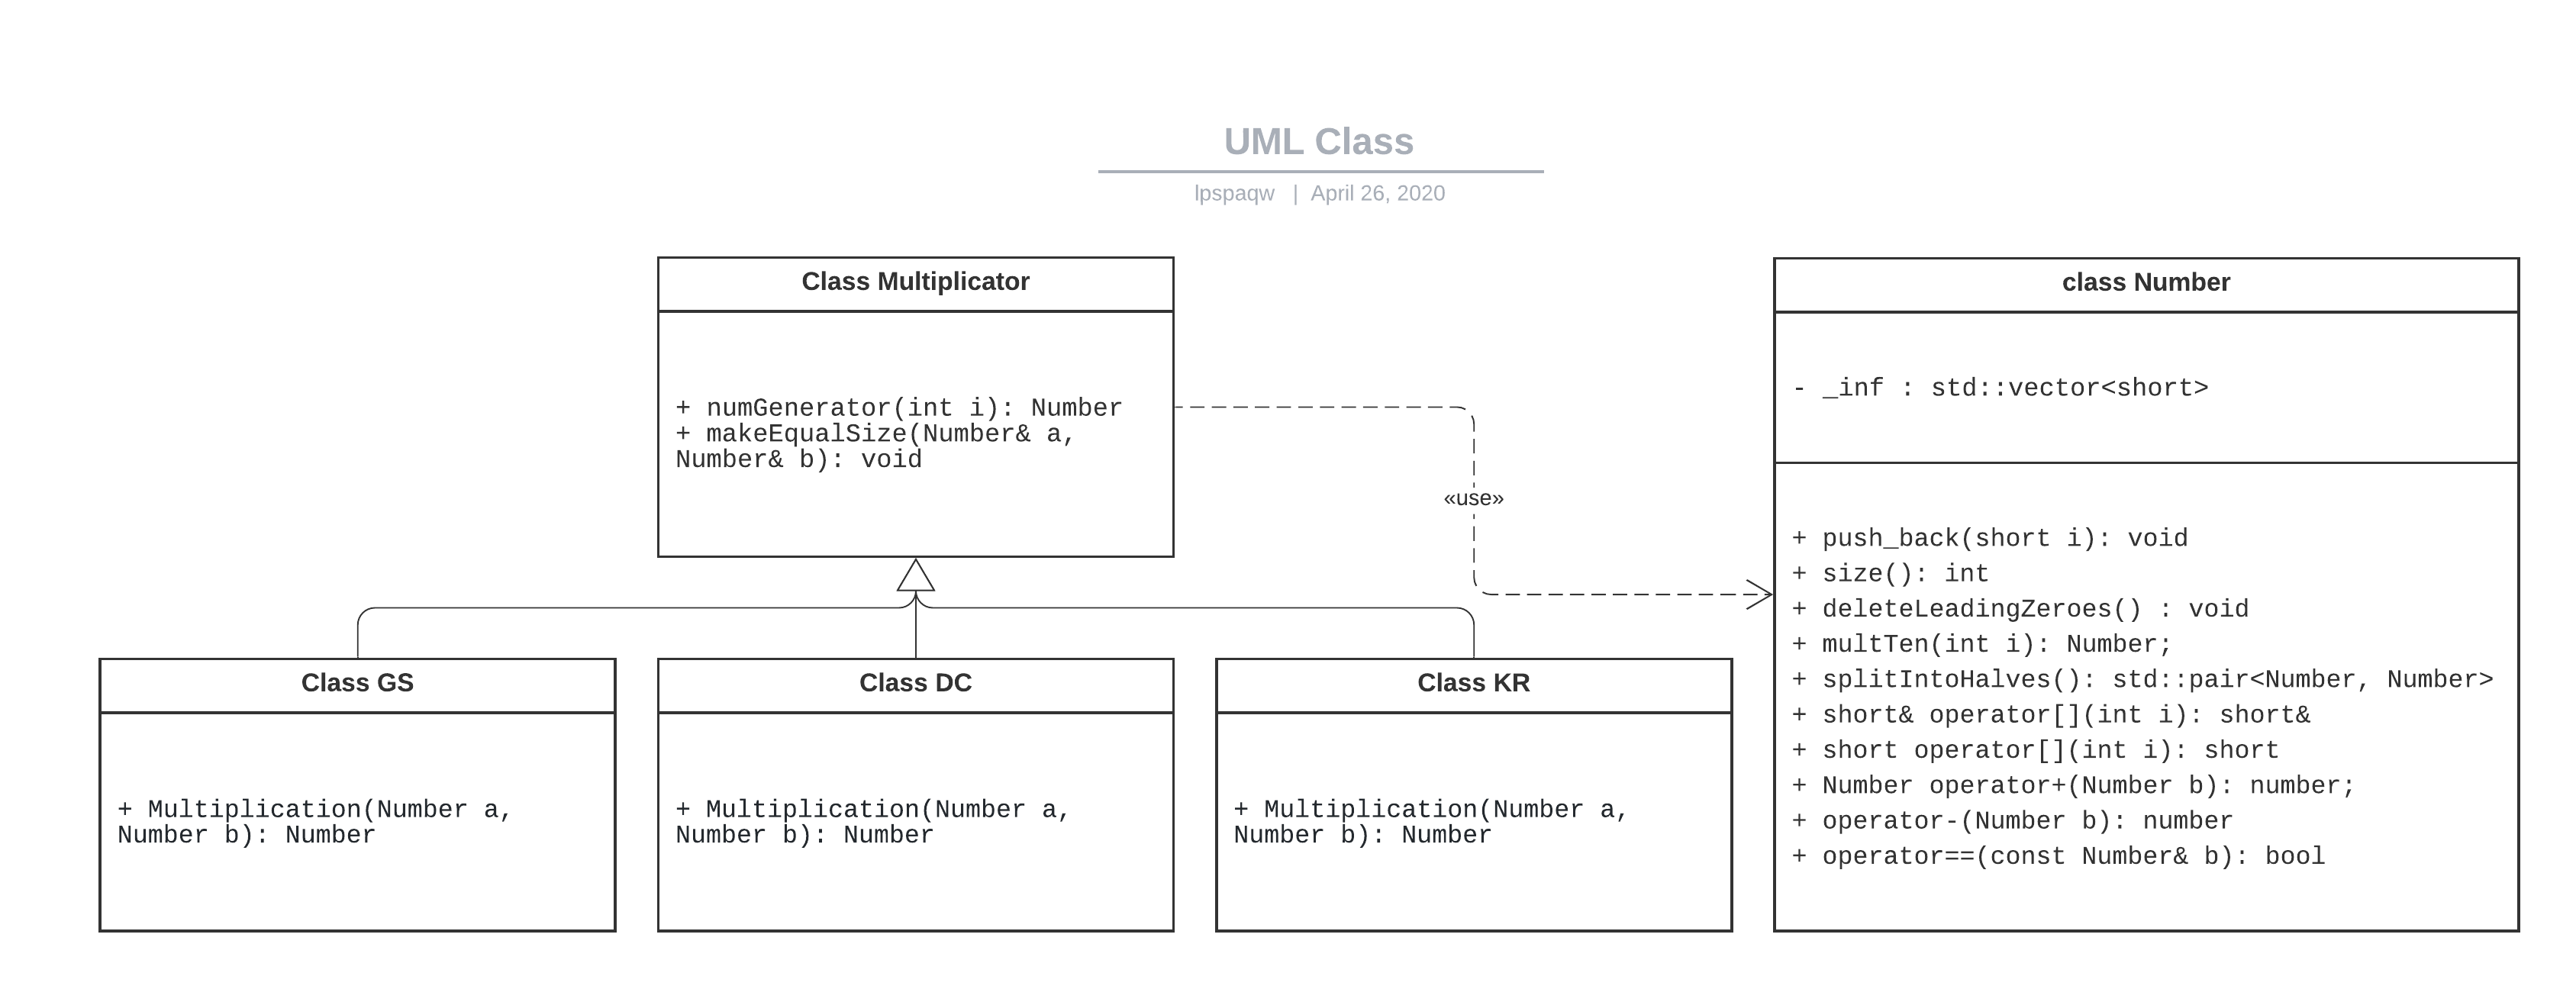 UML Class
lpspaqw | April 26, 2020
Class Multiplicator
+ numGenerator(int i): Number
+ makeEqualSize(Number& a,
Number& b): void
«use»
class Number
- _inf : std::vector<short>
+ push_back(short i): void
+ size(): int
+ deleteLeadingZeroes() : void
+ multTen(int i): Number;
+ splitIntoHalves(): std::pair<Number, Number>
+ short& operator[](int i): short&
+ short operator[](int i): short
+ Number operator+(Number b): number;
+ operator-(Number b): number
+ operator==(const Number& b): bool
Class GS
+ Multiplication(Number a,
Number b): Number
Class DC
+ Multiplication(Number a,
Number b): Number
Class KR
+ Multiplication(Number a,
Number b): Number